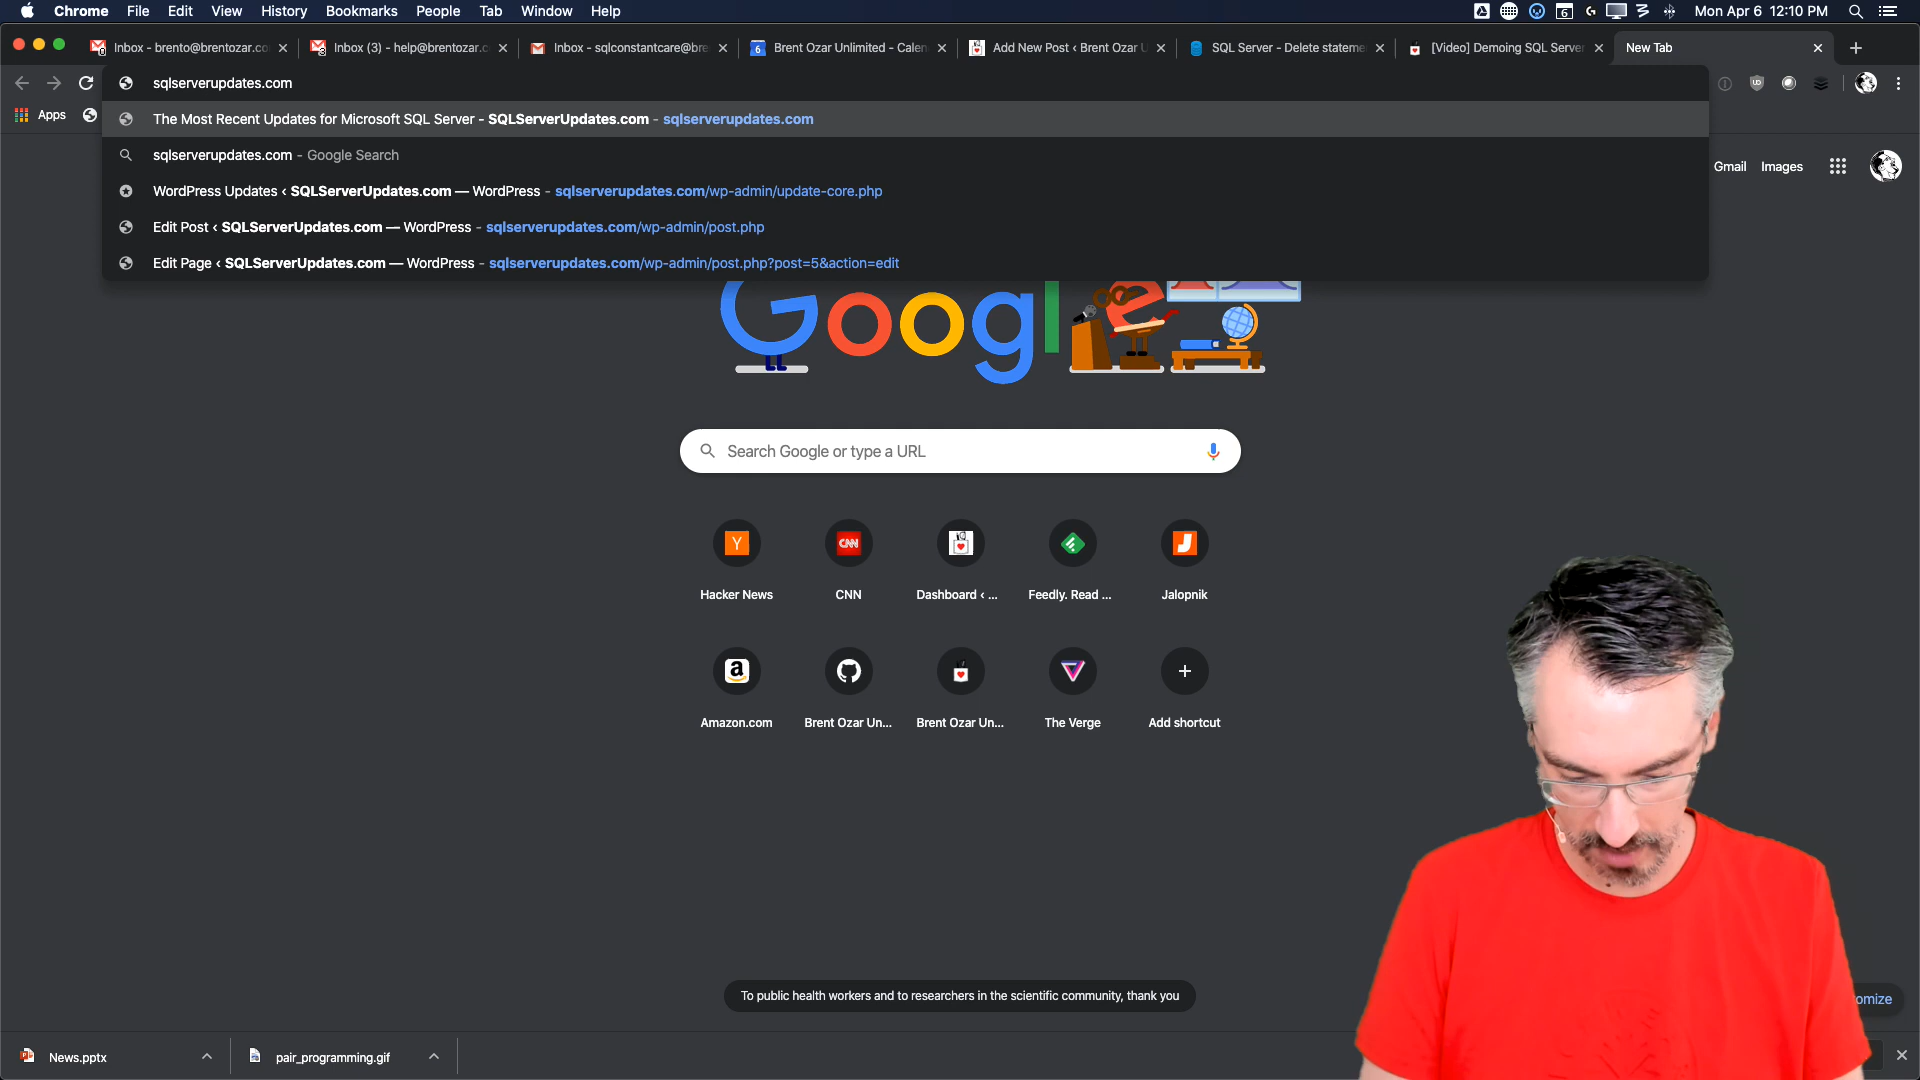 Chrome File Edit View History Bookmarks People Tab Window Help
6
Mon Apr 6 12:10 PM
Inbox - brento@brentozar.co
Inbox (3) - help@brentozar.c
Inbox - sqlconstantcare@bre
6
Brent Ozar Unlimited - Calen
Add New Post ‹ Brent Ozar U
SQL Server - Delete stateme
[Video] Demoing SQL Server
New Tab
sqlserverupdates.com
Apps
The Most Recent Updates for Microsoft SQL Server - SQLServerUpdates.com - sqlserverupdates.com
sqlserverupdates.com - Google Search
WordPress Updates ‹ SQLServerUpdates.com — WordPress - sqlserverupdates.com/wp-admin/update-core.php
Edit Post ‹ SQLServerUpdates.com — WordPress - sqlserverupdates.com/wp-admin/post.php
Edit Page ‹ SQLServerUpdates.com — WordPress - sqlserverupdates.com/wp-admin/post.php?post=5&action=edit
Gmail Images
Google
Search Google or type a URL
Y
CNN
Hacker News
CNN
Dashboard ‹ ...
Feedly. Read ...
Jalopnik
Amazon.com
Brent Ozar Un...
Brent Ozar Un...
The Verge
Add shortcut
To public health workers and to researchers in the scientific community, thank you
omize
News.pptx
pair_programming.gif